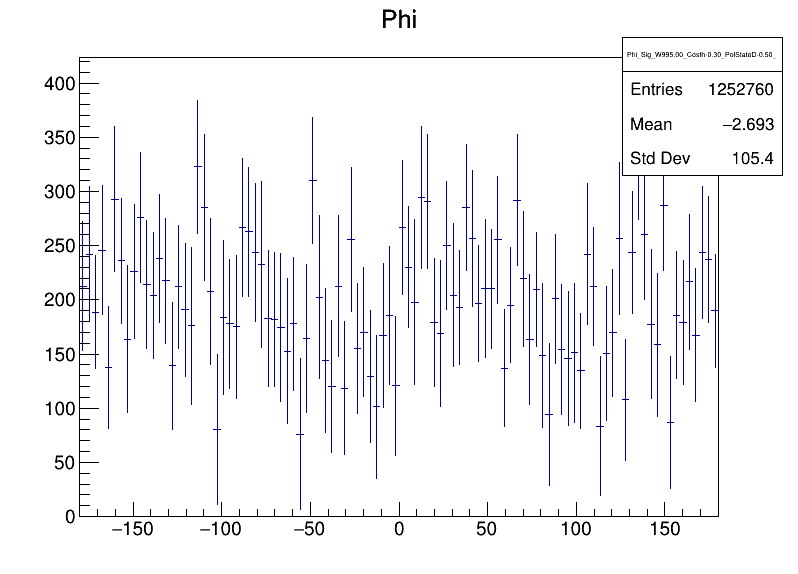 Phi
Phi_Sig_W995.00_Costh-0.30_PolStateD-0.50_
Entries 1252760
Mean −2.693
Std Dev 105.4
400
350
300
250
200
150
100
50
0
−150 −100 −50 0 50 100 150